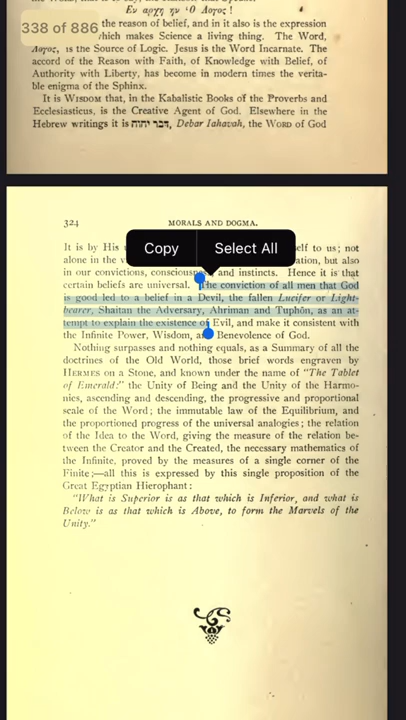 Εν αρχη ην ‘Ο Λογος !
338 of 886
the reason of belief, and in it also is the expression
which makes Science a living thing. The Word,
Λογος, is the Source of Logic. Jesus is the Word Incarnate. The
accord of the Reason with Faith, of Knowledge with Belief, of
Authority with Liberty, has become in modern times the verita-
ble enigma of the Sphinx.
It is WISDOM that, in the Kabalistic Books of the Proverbs and
Ecclesiasticus, is the Creative Agent of God. Elsewhere in the
Hebrew writings it is דבר יהוה, Debar Iahavah, the WORD of God
324 MORALS AND DOGMA.
Copy Select All
It is by His elf to us; not
alone in the v ation, but also
in our convictions, consciousness, and instincts. Hence it is that
certain beliefs are universal. The conviction of all men that God
is good led to a belief in a Devil, the fallen Lucifer or Light-
bearer, Shaitan the Adversary, Ahriman and Tuphōn, as an at-
tempt to explain the existence of Evil, and make it consistent with
the Infinite Power, Wisdom, and Benevolence of God.
Nothing surpasses and nothing equals, as a Summary of all the
doctrines of the Old World, those brief words engraven by
HERMES on a Stone, and known under the name of "The Tablet
of Emerald:" the Unity of Being and the Unity of the Harmo-
nies, ascending and descending, the progressive and proportional
scale of the Word; the immutable law of the Equilibrium, and
the proportioned progress of the universal analogies; the relation
of the Idea to the Word, giving the measure of the relation be-
tween the Creator and the Created, the necessary mathematics of
the Infinite, proved by the measures of a single corner of the
Finite;—all this is expressed by this single proposition of the
Great Egyptian Hierophant:
"What is Superior is as that which is Inferior, and what is
Below is as that which is Above, to form the Marvels of the
Unity."